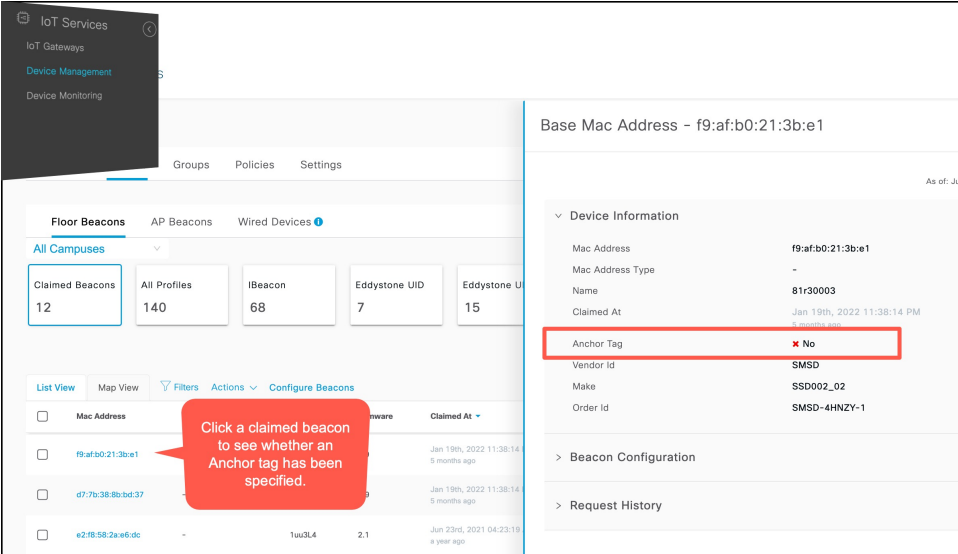 IoT Services
IoT Gateways
Device Management
Device Monitoring
S
Groups Policies Settings
Floor Beacons AP Beacons Wired Devices
All Campuses
Claimed Beacons
12
All Profiles
140
IBeacon
68
Eddystone UID
7
Eddystone U
15
List View Map View Filters Actions Configure Beacons
Mac Address mware Claimed At
f9:af:b0:21:3b:e1 Jan 19th, 2022 11:38:14
5 months ago
d7:7b:38:8b:bd:37 - 9 Jan 19th, 2022 11:38:14
5 months ago
e2:f8:58:2a:e6:dc - 1uu3L4 2.1 Jun 23rd, 2021 04:23:19
a year ago
Click a claimed beacon
to see whether an
Anchor tag has been
specified.
Base Mac Address - f9:af:b0:21:3b:e1
As of: Ju
Device Information
Mac Address f9:af:b0:21:3b:e1
Mac Address Type -
Name 81r30003
Claimed At Jan 19th, 2022 11:38:14 PM
5 months ago
Anchor Tag ✖ No
Vendor Id SMSD
Make SSD002_02
Order Id SMSD-4HNZY-1
> Beacon Configuration
> Request History